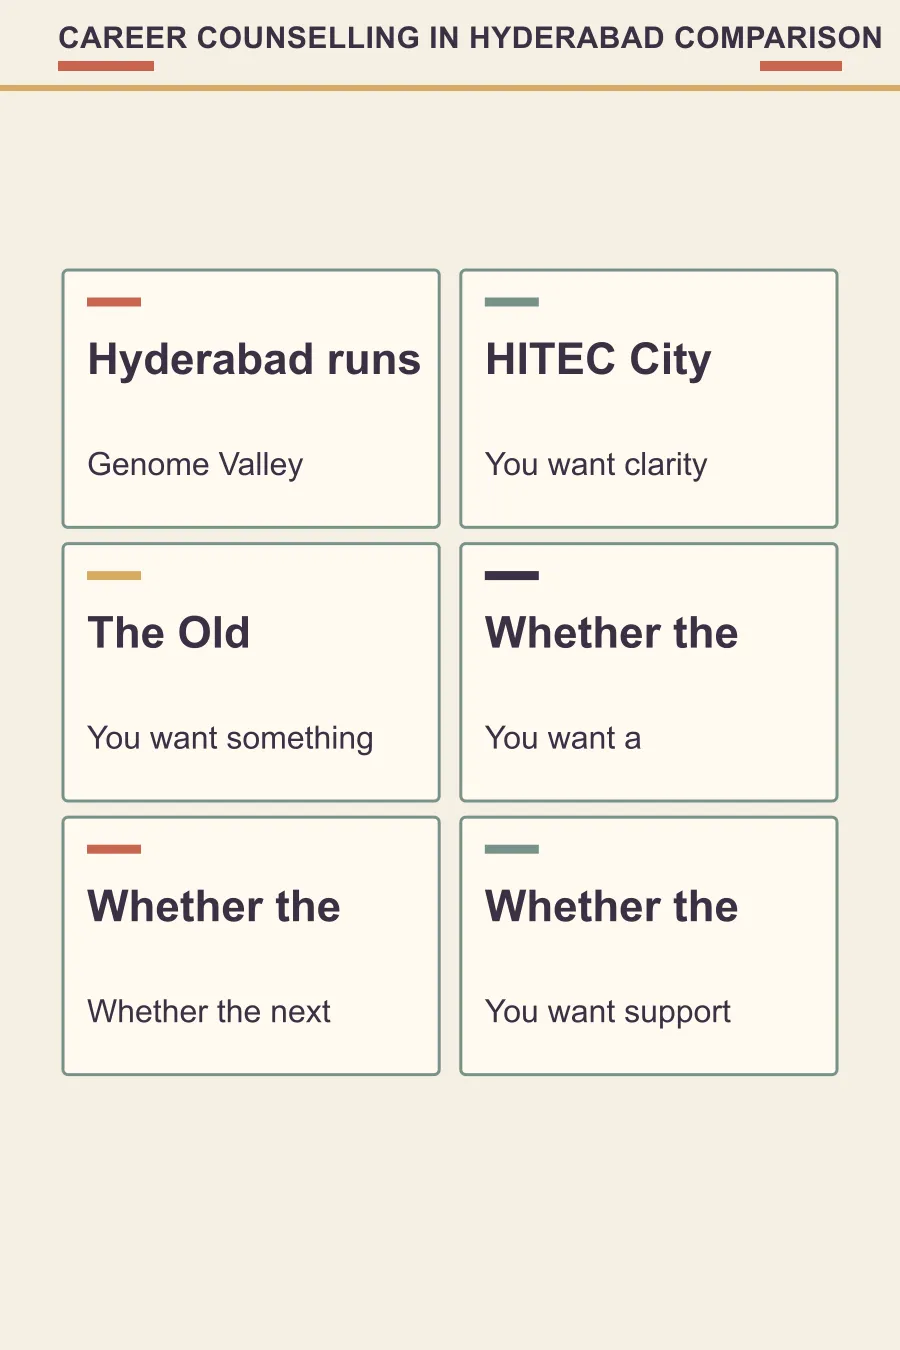 CAREER COUNSELLING IN HYDERABAD COMPARISON
Hyderabad runs
Genome Valley
HITEC City
You want clarity
The Old
You want something
Whether the
You want a
Whether the
Whether the next
Whether the
You want support